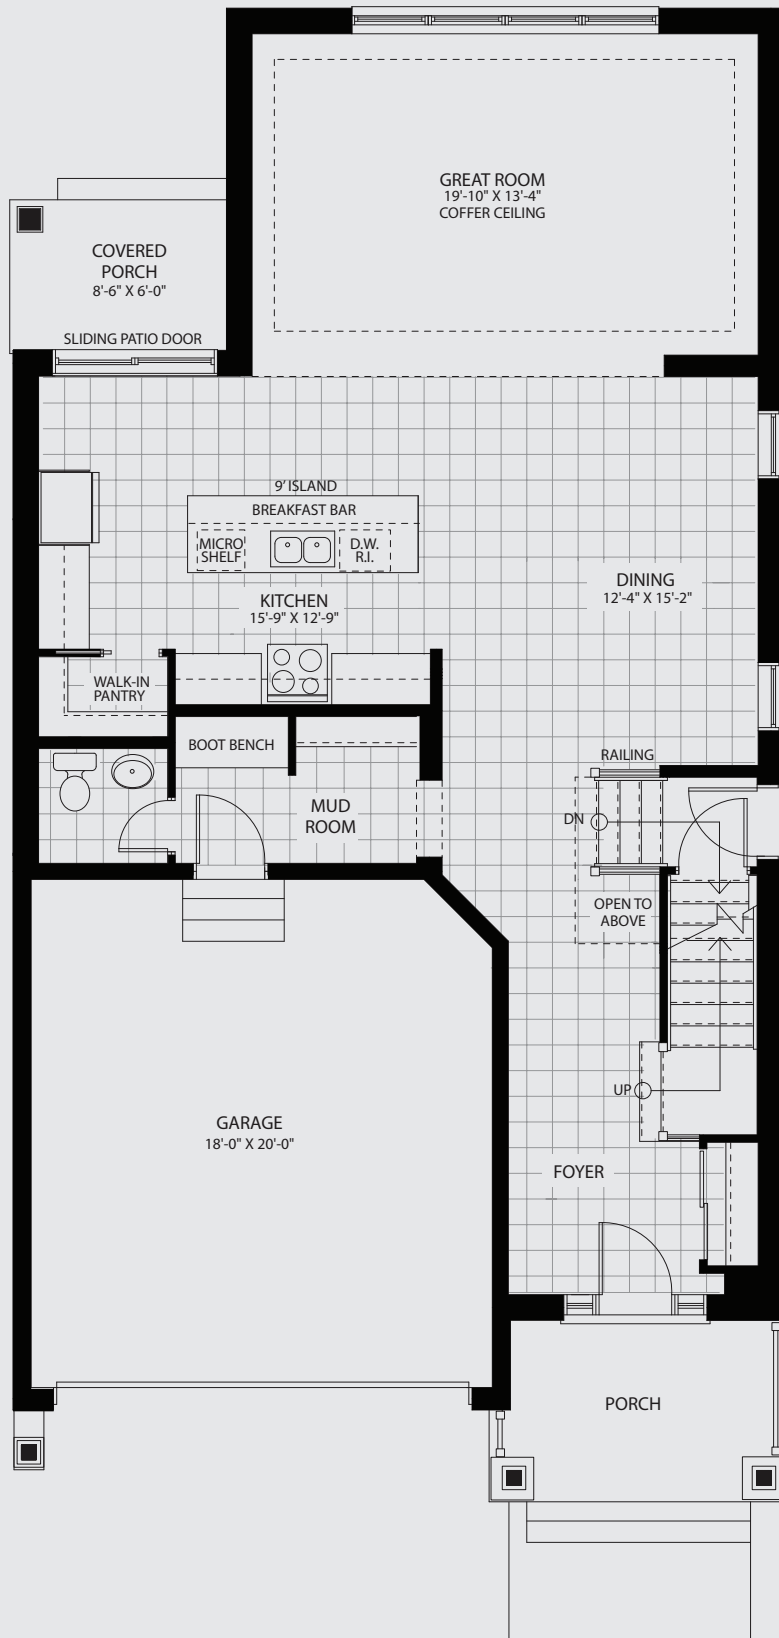 GREAT ROOM
19'-10" X 13'-4"
COFFER CEILING
COVERED
PORCH
8'-6" X 6'-0"
SLIDING PATIO DOOR
9' ISLAND
BREAKFAST BAR
MICRO
SHELF
D.W.
R.I.
KITCHEN
15'-9" X 12'-9"
DINING
12'-4" X 15'-2"
WALK-IN
PANTRY
BOOT BENCH
RAILING
MUD
ROOM
DN
OPEN TO
ABOVE
UP
GARAGE
18'-0" X 20'-0"
FOYER
PORCH